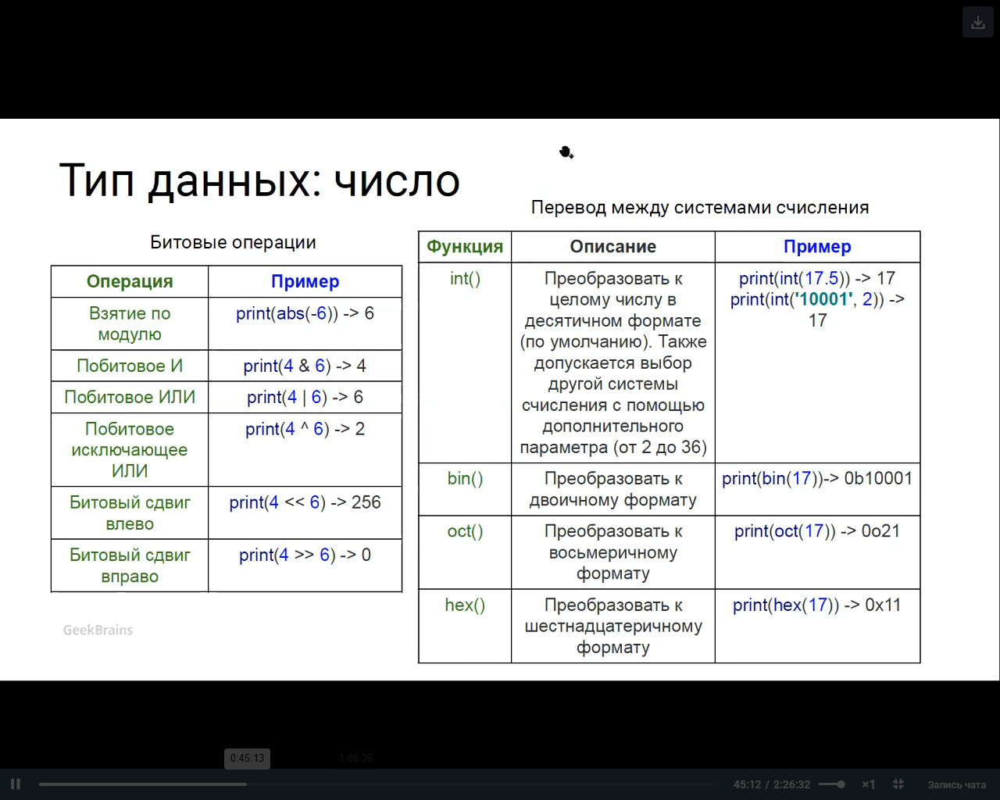 Тип данных: число
Битовые операции
Операция Пример
Взятие по
модулю
print(abs(-6)) -> 6
Побитовое И print(4 & 6) -> 4
Побитовое ИЛИ print(4 | 6) -> 6
Побитовое
исключающее
ИЛИ
print(4 ^ 6) -> 2
Битовый сдвиг
влево
print(4 << 6) -> 256
Битовый сдвиг
вправо
print(4 >> 6) -> 0
GeekBrains
Перевод между системами счисления
Функция Описание Пример
int()
Преобразовать к
целому числу в
десятичном формате
(по умолчанию). Также
допускается выбор
другой системы
счисления с помощью
дополнительного
параметра (от 2 до 36)
print(int(17.5)) -> 17
print(int('10001', 2)) ->
17
bin()
Преобразовать к
двоичному формату
print(bin(17))-> 0b10001
oct()
Преобразовать к
восьмеричному
формату
print(oct(17)) -> 0o21
hex()
Преобразовать к
шестнадцатеричному
формату
print(hex(17)) -> 0x11
0:45:13 1:08:36
45:12 / 2:26:32 ×1 Запись чата